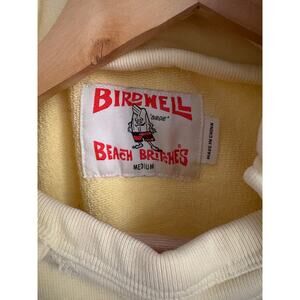 BIRDWELL
"BIRDIE"
BEACH BRITCHES
MEDIUM
MADE IN CHINA